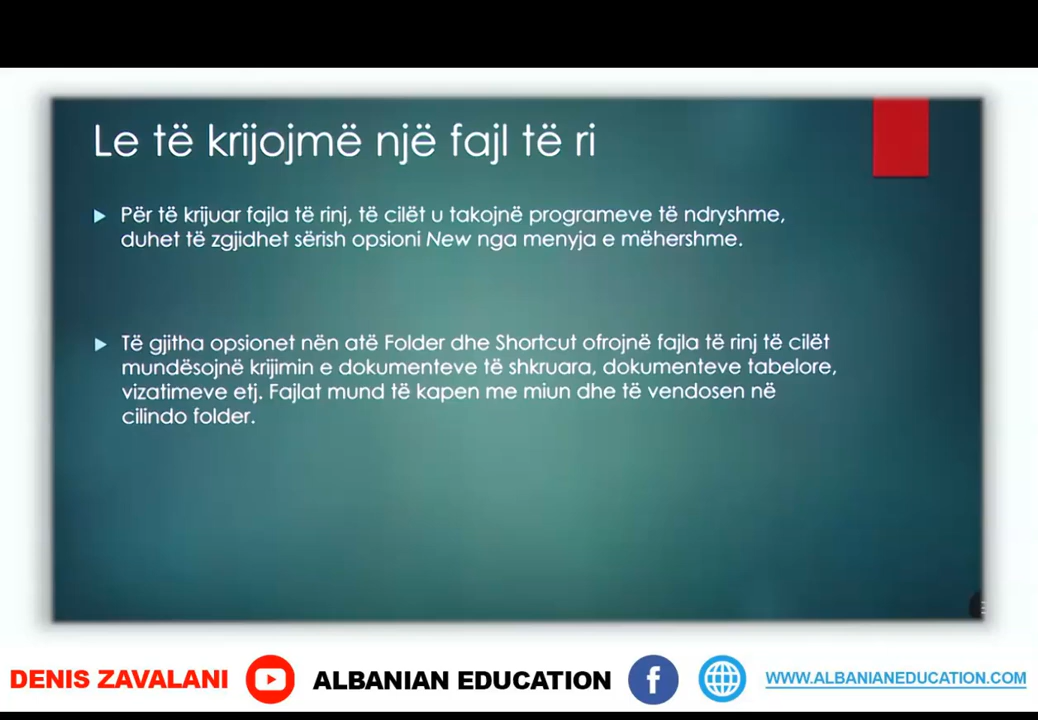 Le të krijojmë një fajl të ri
Për të krijuar fajla të rinj, të cilët u takojnë programeve të ndryshme,
duhet të zgjidhet sërish opsioni New nga menyja e mëhershme.
Të gjitha opsionet nën atë Folder dhe Shortcut ofrojnë fajla të rinj të cilët
mundësojnë krijimin e dokumenteve të shkruara, dokumenteve tabelore,
vizatimeve etj. Fajlat mund të kapen me miun dhe të vendosen në
cilindo folder.
DENIS ZAVALANI ALBANIAN EDUCATION f WWW.ALBANIANEDUCATION.COM